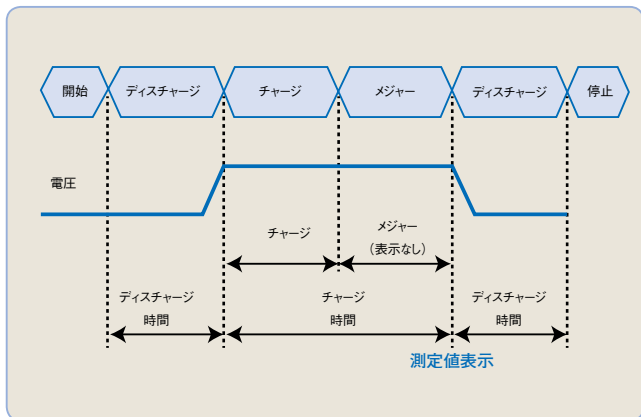 開始
ディスチャージ
チャージ
メジャー
ディスチャージ
停止
電圧
チャージ
メジャー
（表示なし）
ディスチャージ
時間
チャージ
時間
ディスチャージ
時間
測定値表示